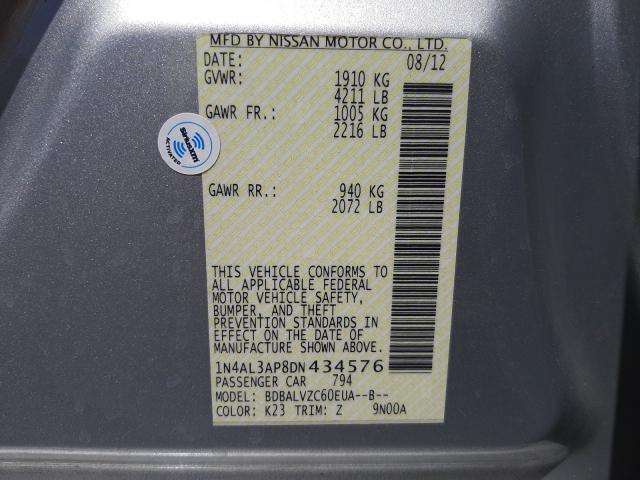 MFD BY NISSAN MOTOR CO., LTD.
DATE: 08/12
GVWR: 1910 KG
4211 LB
GAWR FR.: 1005 KG
2216 LB
GAWR RR.: 940 KG
2072 LB
THIS VEHICLE CONFORMS TO
ALL APPLICABLE FEDERAL
MOTOR VEHICLE SAFETY,
BUMPER, AND THEFT
PREVENTION STANDARDS IN
EFFECT ON THE DATE OF
MANUFACTURE SHOWN ABOVE.
1N4AL3AP8DN434576
PASSENGER CAR 794
MODEL: BDBALVZC60EUA--B--
COLOR: K23 TRIM: Z 9N00A
SiriusXM
ACTIVATED